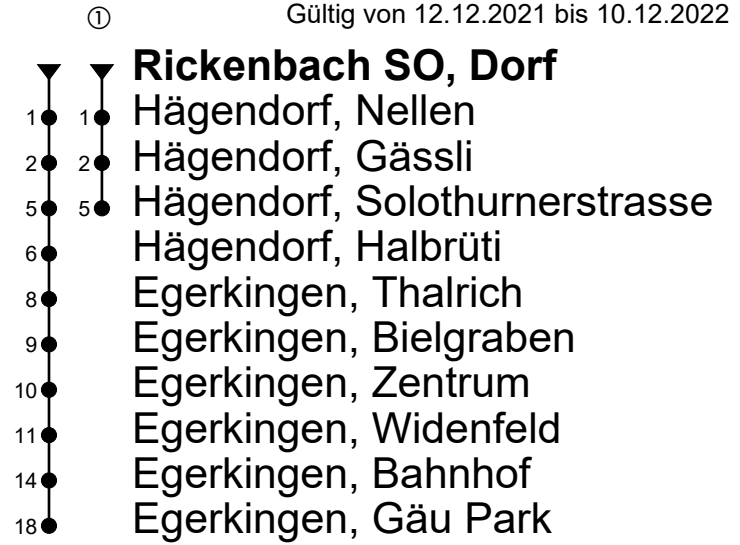 ① Gültig von 12.12.2021 bis 10.12.2022
Rickenbach SO, Dorf
1 1 Hägendorf, Nellen
2 2 Hägendorf, Gässli
5 5 Hägendorf, Solothurnerstrasse
6 Hägendorf, Halbrüti
8 Egerkingen, Thalrich
9 Egerkingen, Bielgraben
10 Egerkingen, Zentrum
11 Egerkingen, Widenfeld
14 Egerkingen, Bahnhof
18 Egerkingen, Gäu Park